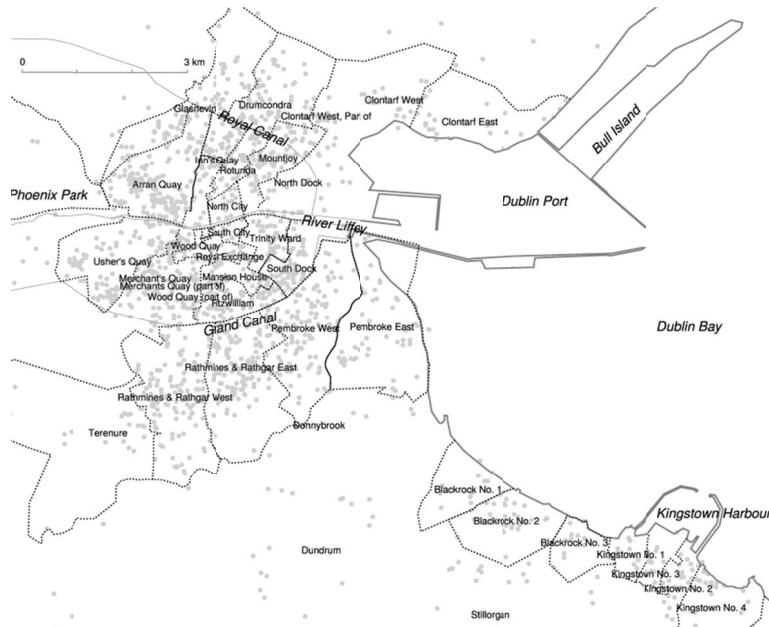 0 3 km
Glasnevin
Drumcondra
Clontarf West
Clontarf West, Part of
Clontarf East
Bull Island
Royal Canal
Inn's Quay
Mountjoy
Rotunda
Arran Quay
North Dock
Phoenix Park
Dublin Port
North City
River Liffey
South City
Trinity Ward
Wood Quay
Usher's Quay
Royal Exchange
South Dock
Merchant's Quay
Mansion House
Merchants Quay (part of)
Wood Quay (part of)
Fitzwilliam
Grand Canal
Pembroke West
Pembroke East
Dublin Bay
Rathmines & Rathgar East
Rathmines & Rathgar West
Terenure
Donnybrook
Blackrock No. 1
Kingstown Harbour
Blackrock No. 2
Blackrock No. 3
Dundrum
Kingstown No. 1
Kingstown No. 3
Kingstown No. 2
Kingstown No. 4
Stillorgan